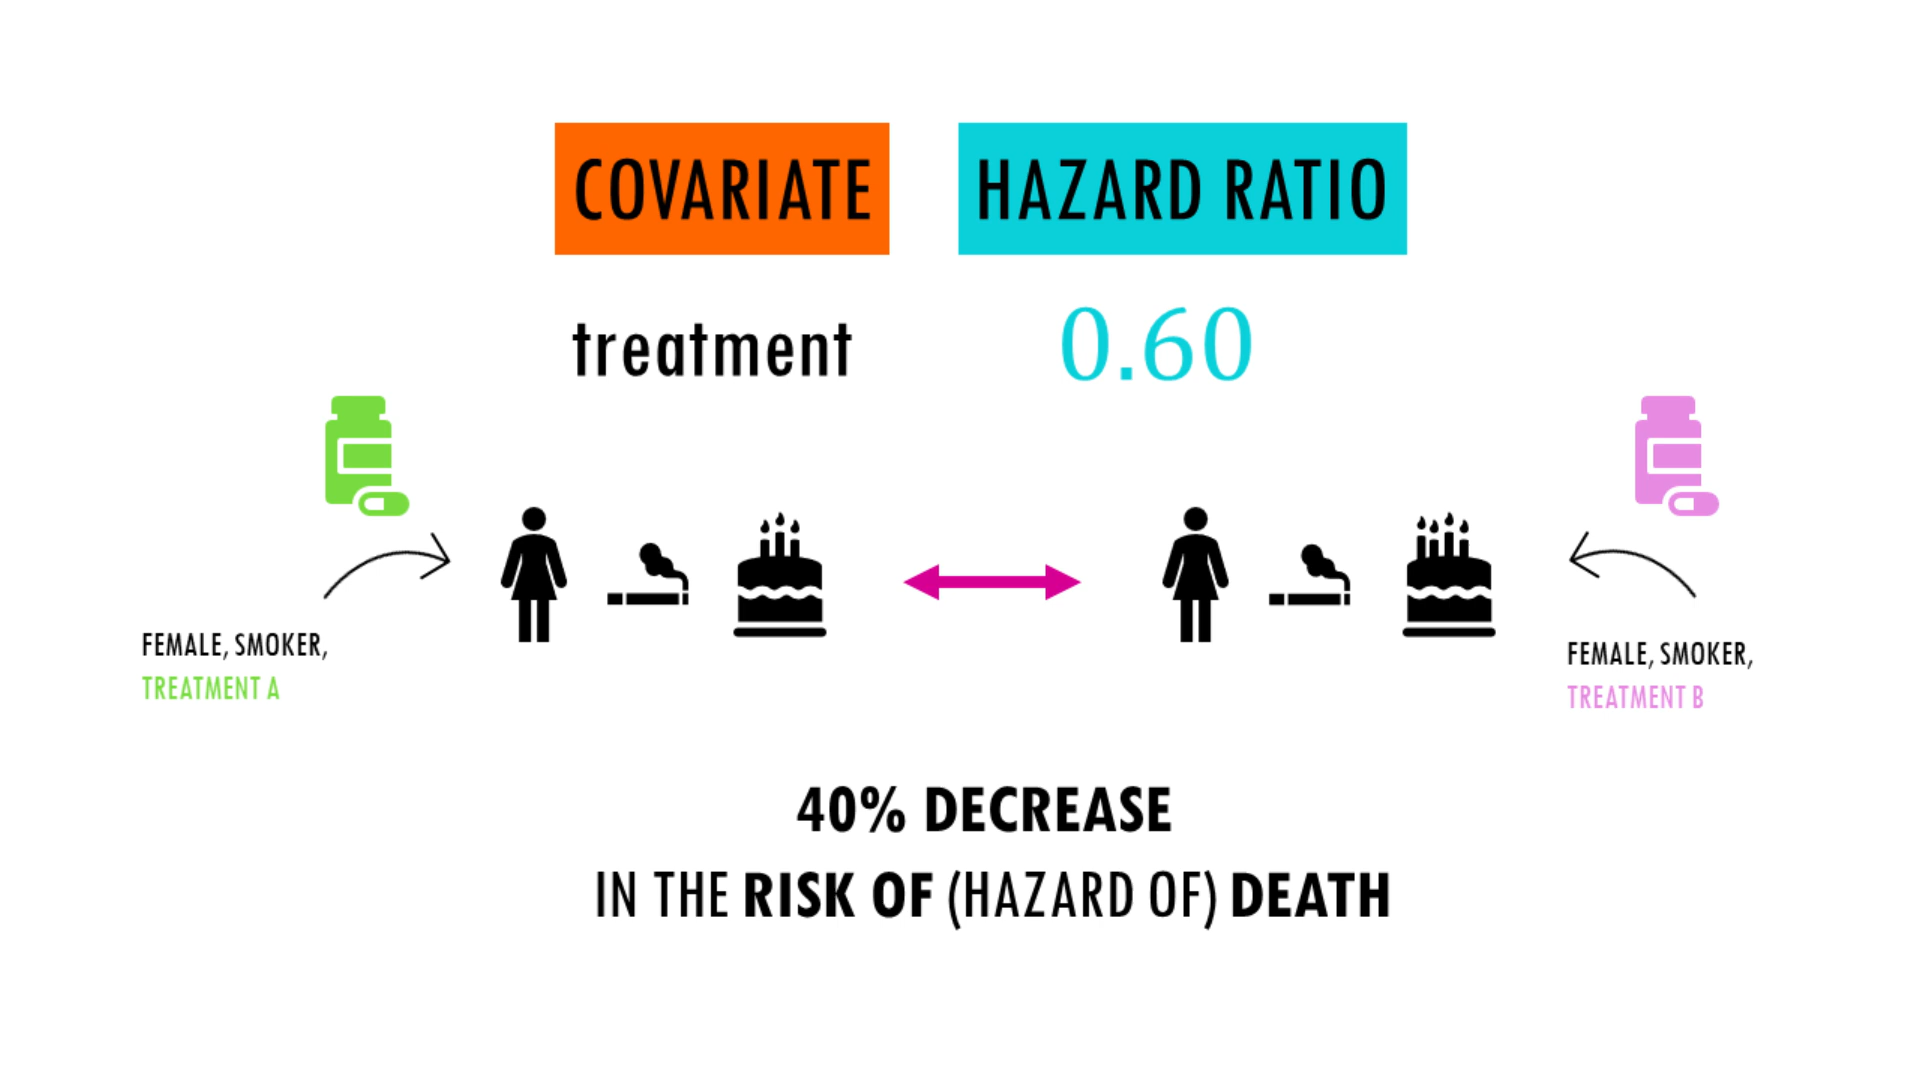 COVARIATE HAZARD RATIO
treatment 0.60
FEMALE, SMOKER,
TREATMENT A
FEMALE, SMOKER,
TREATMENT B
40% DECREASE
IN THE RISK OF (HAZARD OF) DEATH